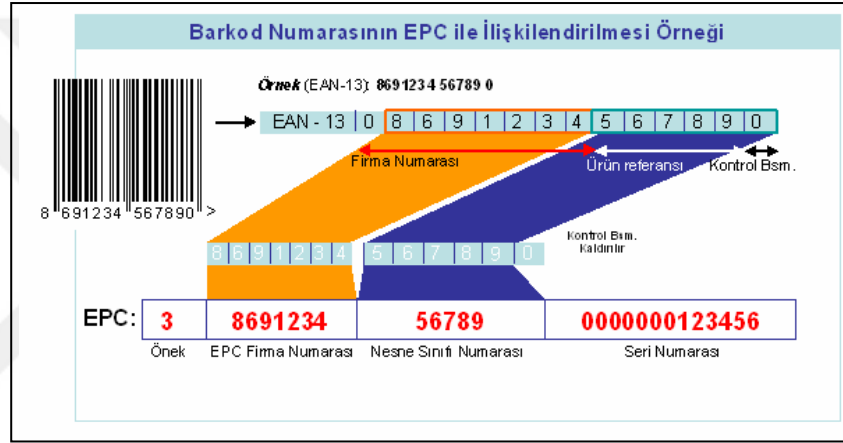 Barkod Numarasının EPC ile İlişkilendirilmesi Örneği
Örnek (EAN-13): 8691234 56789 0
EAN - 13 0 8 6 9 1 2 3 4 5 6 7 8 9 0
Firma Numarası Ürün referansı Kontrol Bsm.
8 691234 567890 >
Kontrol Bsm.
Kaldırılır
8 6 9 1 2 3 4 5 6 7 8 9 0
EPC: 3 8691234 56789 0000000123456
Önek EPC Firma Numarası Nesne Sınıfı Numarası Seri Numarası